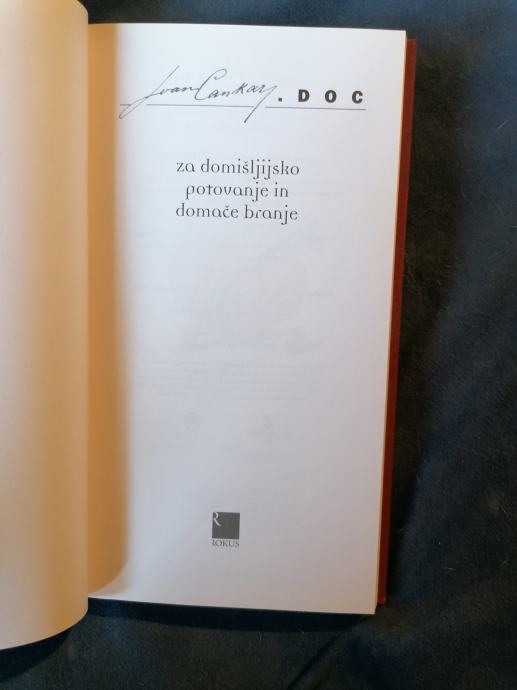 Ivan Cankar . DOC
za domišljijsko
potovanje in
domače branje
R
ROKUS